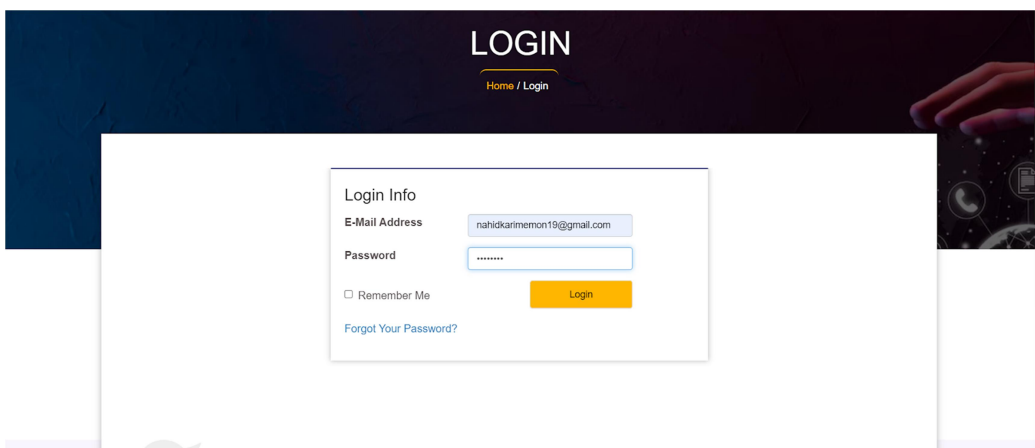 LOGIN
Home / Login
Login Info
E-Mail Address nahidkarimemon19@gmail.com
Password ••••••••
Remember Me Login
Forgot Your Password?